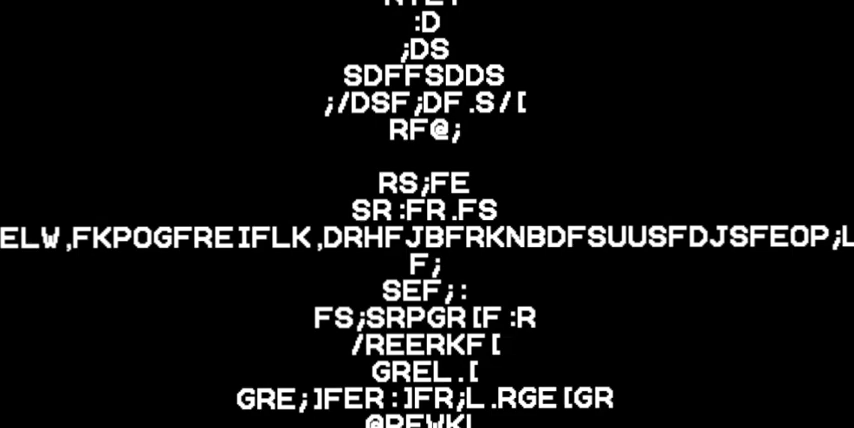 :D
;DS
SDFFSDDS
;/DSF;DF.S/[
RF@;
RS;FE
SR:FR.FS
ELW,FKPOGFREIFLK,DRHFJBFRKNBDFSUUSFDJSFEOP;L
F;
SEF;:
FS;SRPGR[F:R
/REERKF[
GREL.[
GRE;]FER:]FR;L.RGE[GR
@REWKL